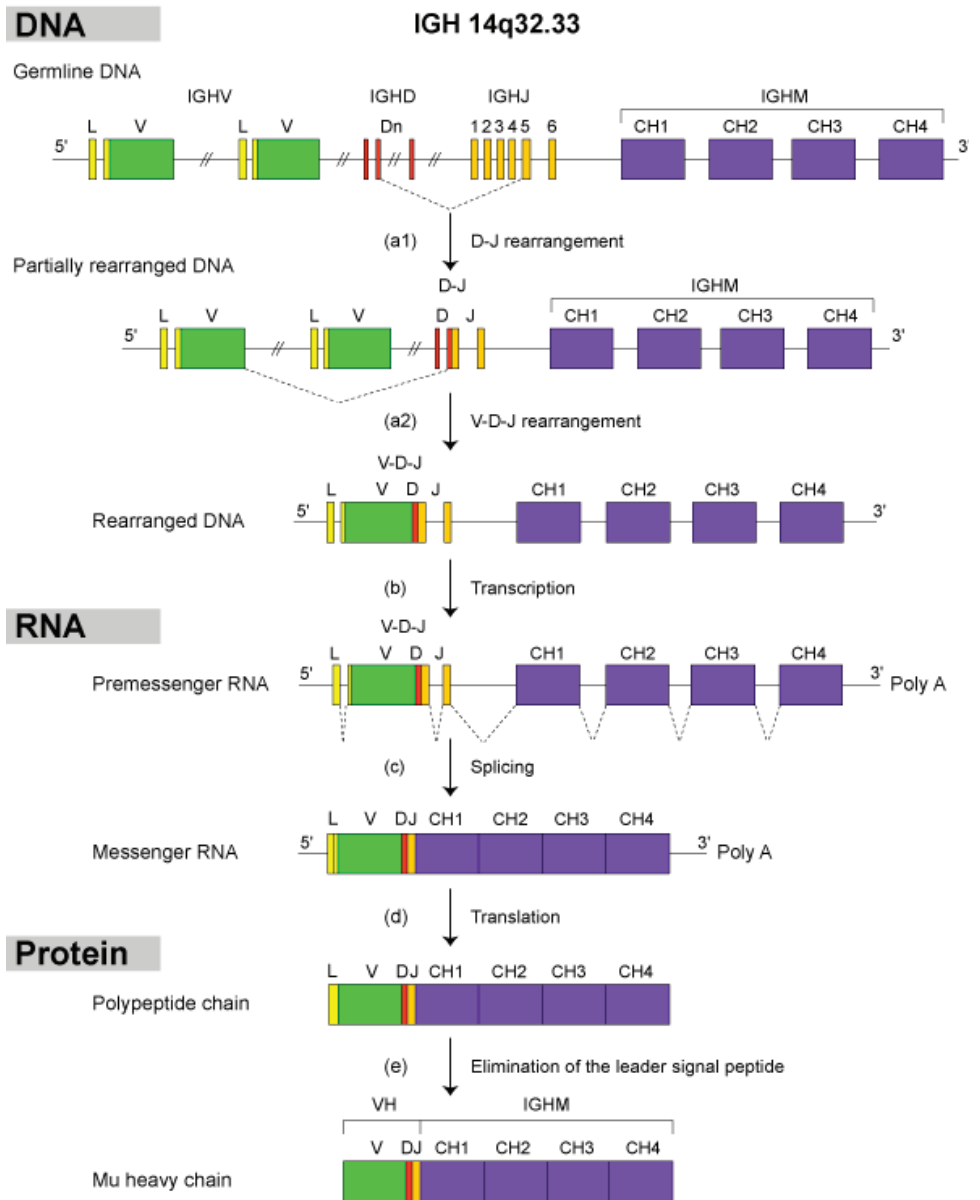 DNA
IGH 14q32.33
Germline DNA
IGHV IGHD IGHJ IGHM
L V L V Dn 1 2 3 4 5 6 CH1 CH2 CH3 CH4
5' // // // // 3'
(a1) D-J rearrangement
Partially rearranged DNA
D-J IGHM
L V L V D J CH1 CH2 CH3 CH4
5' // // 3'
(a2) V-D-J rearrangement
V-D-J
L V D J CH1 CH2 CH3 CH4
Rearranged DNA 5' 3'
(b) Transcription
RNA
V-D-J
L V D J CH1 CH2 CH3 CH4
Premessenger RNA 5' 3' Poly A
(c) Splicing
L V DJ CH1 CH2 CH3 CH4
Messenger RNA 5' 3' Poly A
(d) Translation
Protein
L V DJ CH1 CH2 CH3 CH4
Polypeptide chain
(e) Elimination of the leader signal peptide
VH IGHM
V DJ CH1 CH2 CH3 CH4
Mu heavy chain